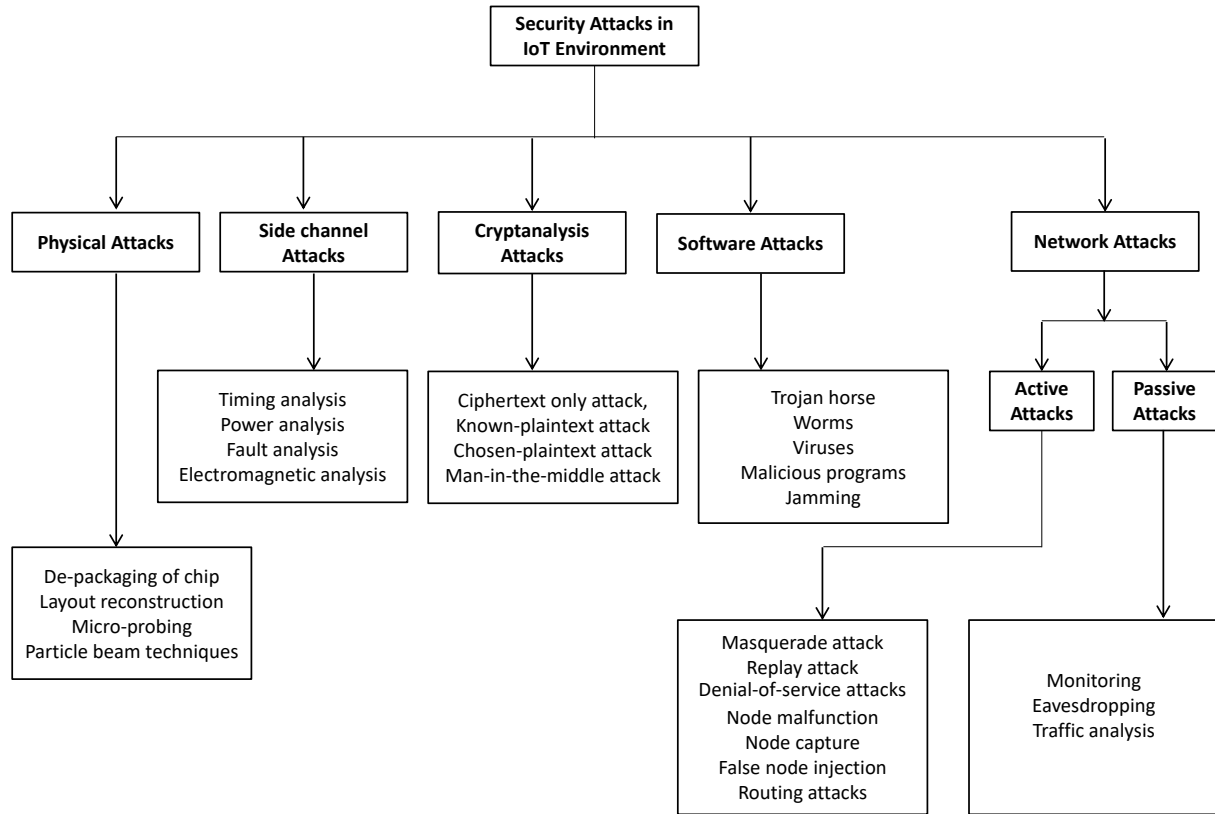 Security Attacks in
IoT Environment
Physical Attacks
Side channel
Attacks
Cryptanalysis
Attacks
Software Attacks
Network Attacks
Active
Attacks
Passive
Attacks
Timing analysis
Power analysis
Fault analysis
Electromagnetic analysis
Ciphertext only attack,
Known-plaintext attack
Chosen-plaintext attack
Man-in-the-middle attack
Trojan horse
Worms
Viruses
Malicious programs
Jamming
De-packaging of chip
Layout reconstruction
Micro-probing
Particle beam techniques
Masquerade attack
Replay attack
Denial-of-service attacks
Node malfunction
Node capture
False node injection
Routing attacks
Monitoring
Eavesdropping
Traffic analysis